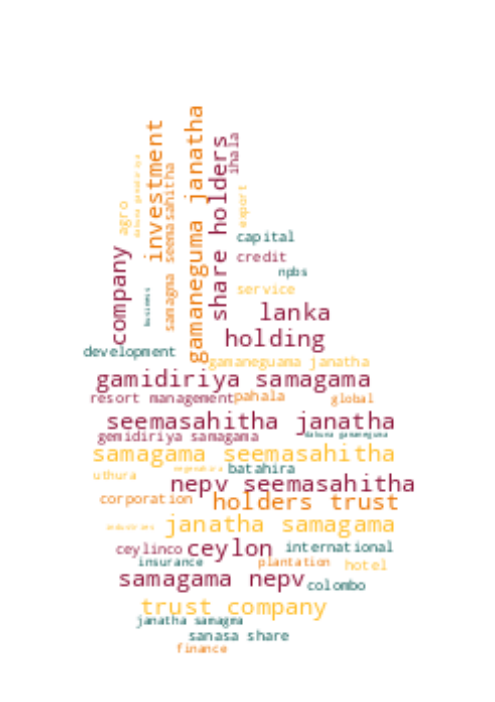 gamaneguma janatha
investment
share holders
ihala
samagma seemasahitha
agro
export
company
business
capital
credit
npbs
service
lanka
holding
development
gamaneguama janatha
gamidiriya samagama
resort management
pahala
global
seemasahitha janatha
gemidiriya samagama
samagama seemasahitha
batahira
uthura
nepv seemasahitha
corporation
holders trust
industries
janatha samagama
ceylinco
ceylon
international
insurance
plantation
hotel
samagama nepv
colombo
trust company
janatha samagma
sanasa share
finance